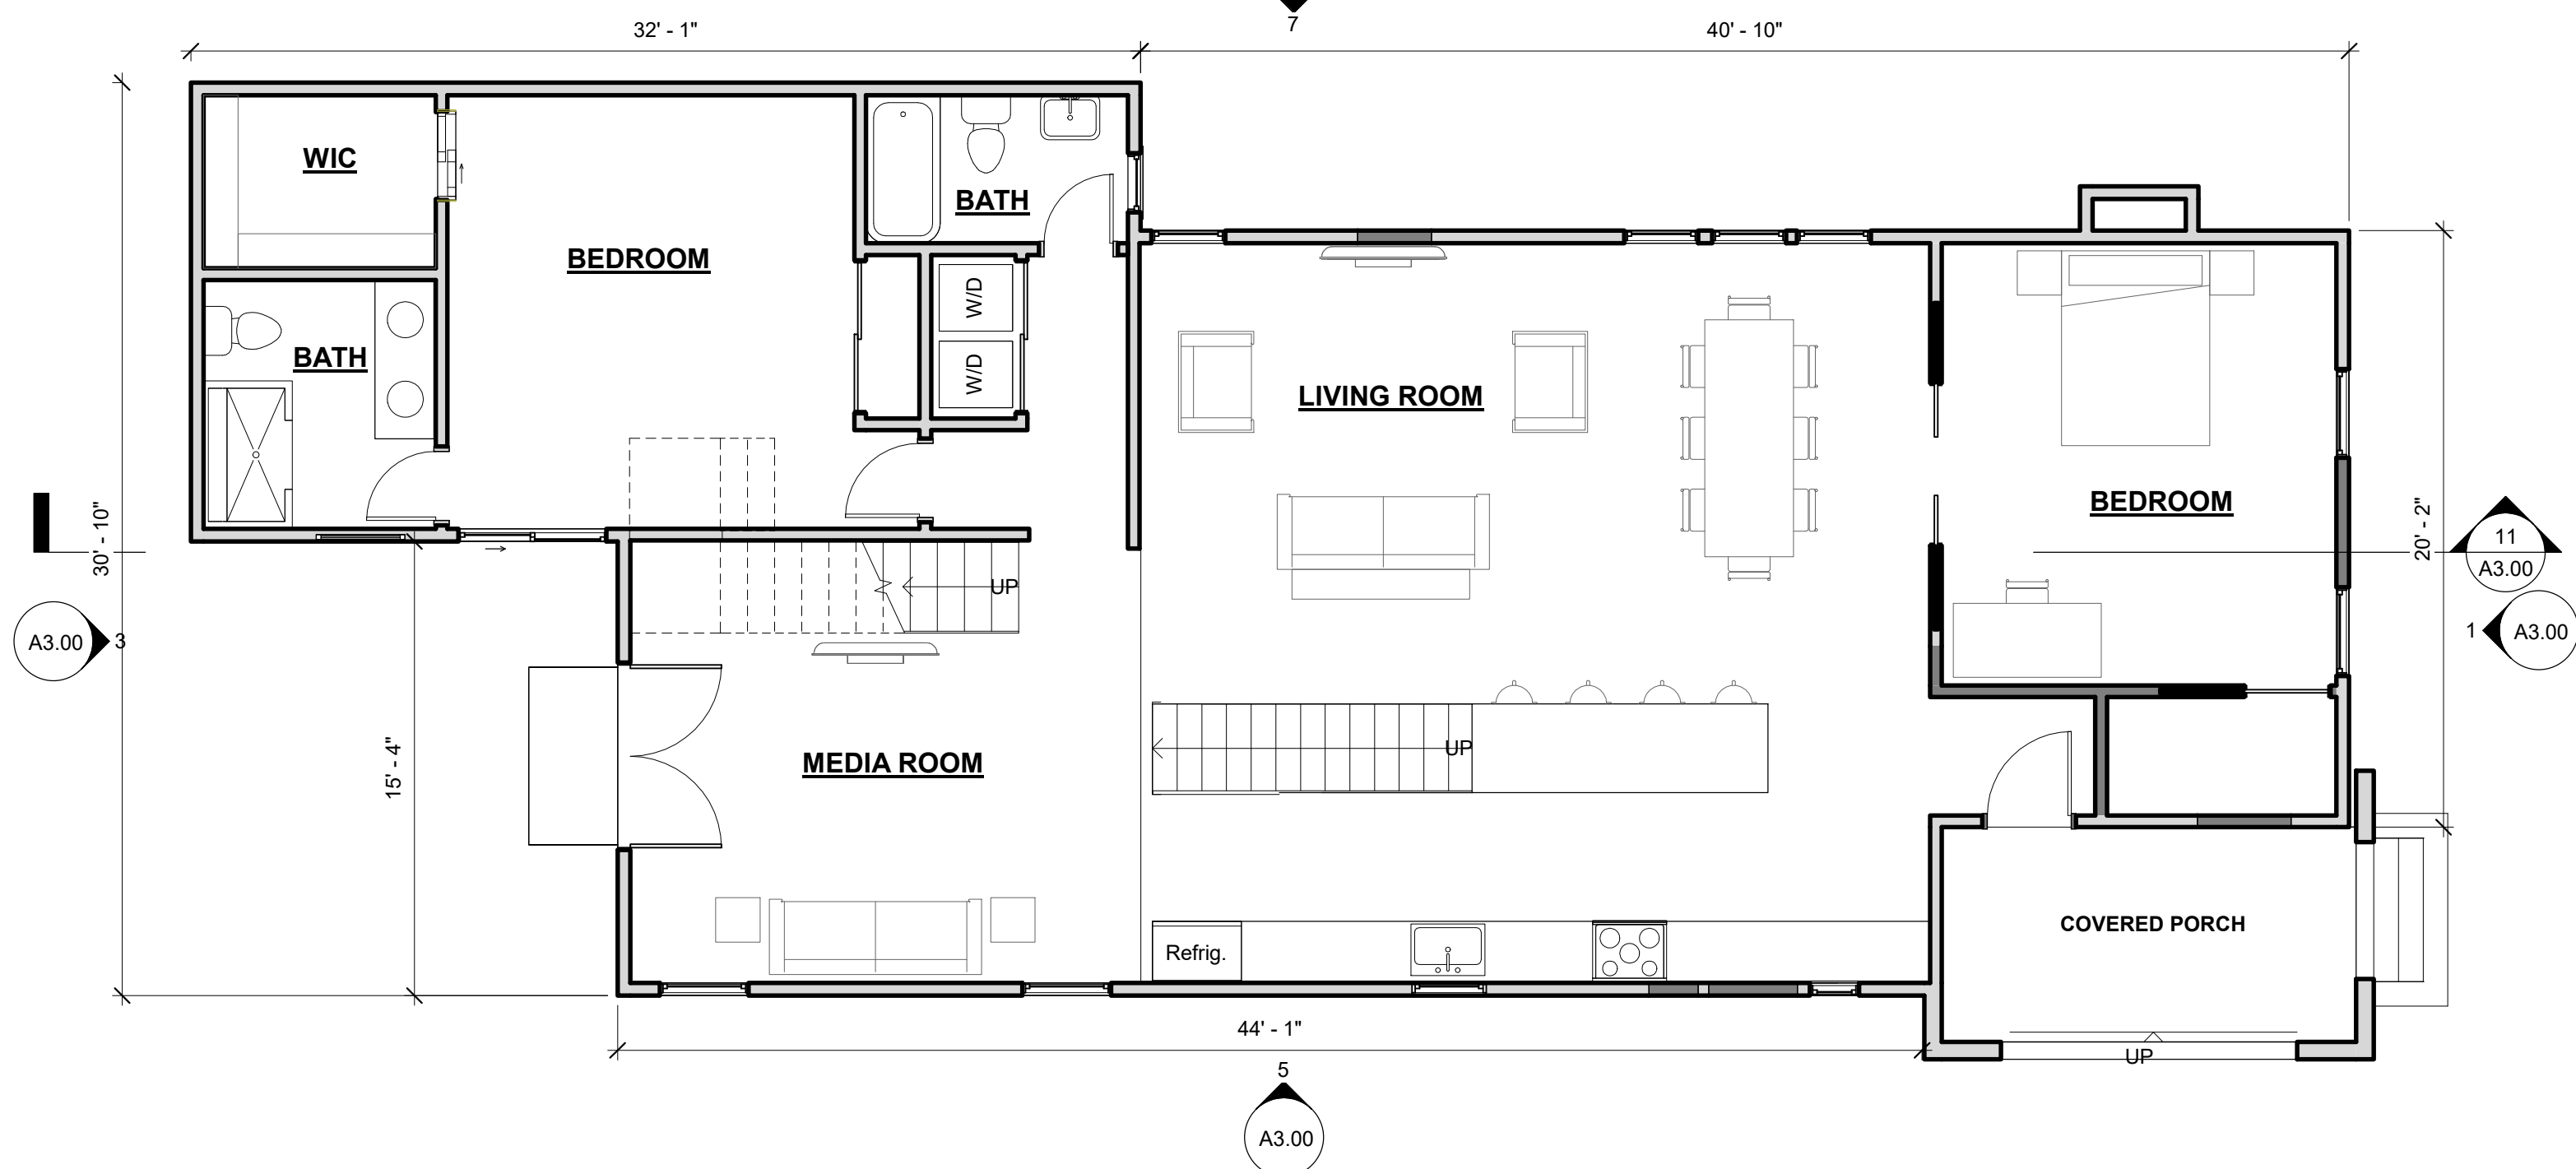 7
32' - 1"
40' - 10"
WIC
BATH
BEDROOM
W/D
BATH
W/D
LIVING ROOM
BEDROOM
30' - 10"
20' - 2"
11
A3.00
UP
A3.00
3
1
A3.00
15' - 4"
MEDIA ROOM
UP
COVERED PORCH
Refrig.
44' - 1"
UP
5
A3.00